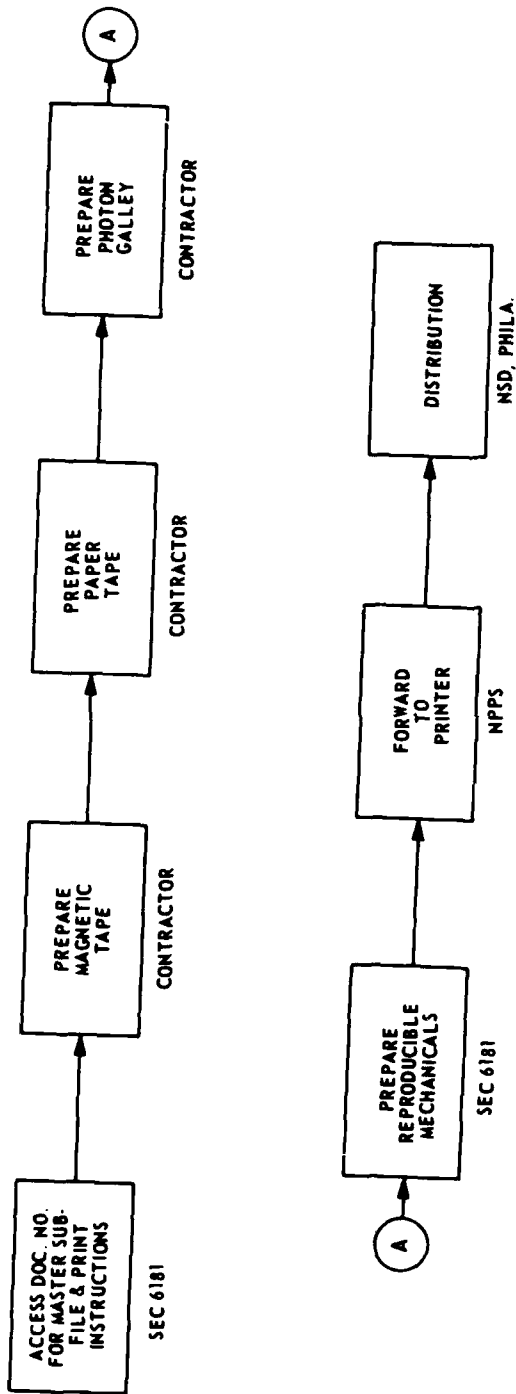 ACCESS DOC. NO.
FOR MASTER SUB-
FILE & PRINT
INSTRUCTIONS
SEC 6181
PREPARE
MAGNETIC
TAPE
CONTRACTOR
PREPARE
PAPER
TAPE
CONTRACTOR
PREPARE
PHOTON
GALLEY
CONTRACTOR
A
A
PREPARE
REPRODUCIBLE
MECHANICALS
SEC 6181
FORWARD
TO
PRINTER
NPPS
DISTRIBUTION
NSD, PHILA.